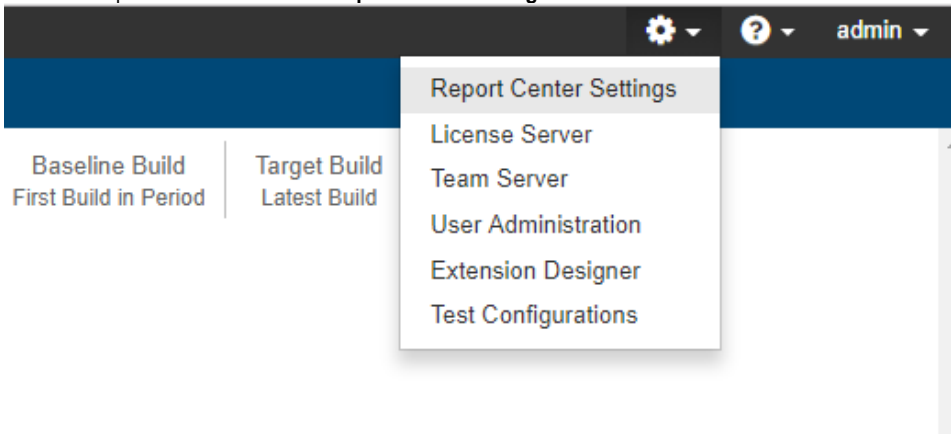 admin
Report Center Settings
License Server
Team Server
User Administration
Extension Designer
Test Configurations
Baseline Build
First Build in Period
Target Build
Latest Build